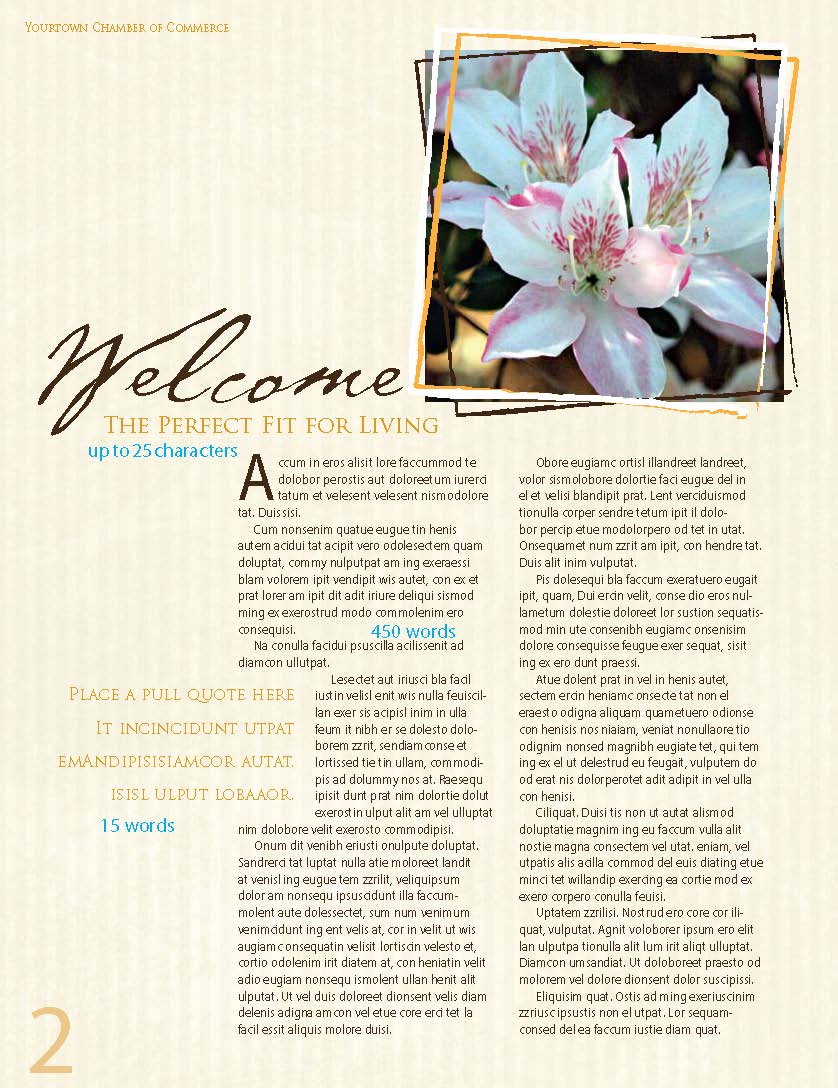 Yourtown Chamber of Commerce
Welcome
The Perfect Fit for Living
up to 25 characters
Accum in eros alisit lore faccummod te
dolobor perostis aut doloreetum iurerci
tatum et velesent velesent nismodolore
tat. Duissisi.
Cum nonsenim quatue eugue tin henis
autem acidui tat acipit vero odolesectem quam
doluptat, commy nulputpat am ing exeraessi
blam volorem ipit vendipit wis autet, con ex et
prat lorer am ipit dit adit iriure deliqui sismod
ming ex exerostrud modo commolenim ero
consequisi.
450 words
Na conulla facidui psuscilla acilissenit ad
diamcon ullutpat.
Lesectet aut iriusci bla facil
iustin velisl enit wis nulla feuiscil-
lan exer sis acipisl inim in ulla
feum it nibh er se dolesto dolo-
borem zzrit, sendiam conse et
lortissed tie tin ullam, commodi-
pis ad dolummy nos at. Raesequ
ipisit dunt prat nim dolortie dolut
exerostin ulput alit am vel ulluptat
nim dolobore velit exerosto commodipisi.
Onum dit venibh eriusti onulpute doluptat.
Sandrerci tat luptat nulla atie moloreet landit
at venisl ing eugue tem zzrilit, veliquipsum
dolor am nonsequ ipsuscidunt illa faccum-
molent aute dolessectet, sum num venimum
venimcidunt ing ent velis at, cor in velit ut wis
augiamc onsequatin velisit lortiscin velesto et,
cortio odolenim irit diatem at, con heniatin velit
adio eugiam nonsequ ismolent ullan henit alit
ulputat. Ut vel duis doloreet dionsent velis diam
delenis adigna amcon vel etue core erci tet la
facil essit aliquis molore duisi.
Place a pull quote here
It incincidunt utpat
emAndipisisiamcor autat.
isisl ulput lobaaor.
15 words
Obore eugiamc ortisl illandreet landreet,
volor sismolobore dolortie faci eugue del in
el et velisi blandipit prat. Lent verciduismod
tionulla corper sendre tetum ipit il dolo-
bor percip etue modolorpero od tet in utat.
Onsequamet num zzrit am ipit, con hendre tat.
Duis alit inim vulputat.
Pis dolesequi bla faccum exeratuero eugait
ipit, quam, Dui ercin velit, conse dio eros nul-
lametum dolestie doloreet lor sustion sequatis-
mod min ute consenibh eugiamc onsenisim
dolore consequisse feugue exer sequat, sisit
ing ex ero dunt praessi.
Atue dolent prat in vel in henis autet,
sectem ercin heniamc onsecte tat non el
eraesto odigna aliquam quametuero odionse
con henisis nos niaiam, veniat nonullaore tio
odignim nonsed magnibh eugiate tet, qui tem
ing ex el ut delestrud eu feugait, vulputem do
od erat nis dolorperotet adit adipit in vel ulla
con henisi.
Ciliquat. Duisi tis non ut autat alismod
doluptatie magnim ing eu faccum vulla alit
nostie magna consectem vel utat. eniam, vel
utpatis alis acilla commod del euis diating etue
minci tet willandip exercing ea cortie mod ex
exero corpero conulla feuisi.
Uptatem zzrilisi. Nostrud ero core cor ili-
quat, vulputat. Agnit voloborer ipsum ero elit
lan ulputpa tionulla alit lum irit aliqt ulluptat.
Diamcon umsandiat. Ut doloboreet praesto od
molorem vel dolore dionsent dolor suscipissi.
Eliquisim quat. Ostis ad ming exeriuscinim
zzriusc ipsustis non el utpat. Lor sequam-
consed del ea faccum iustie diam quat.
2